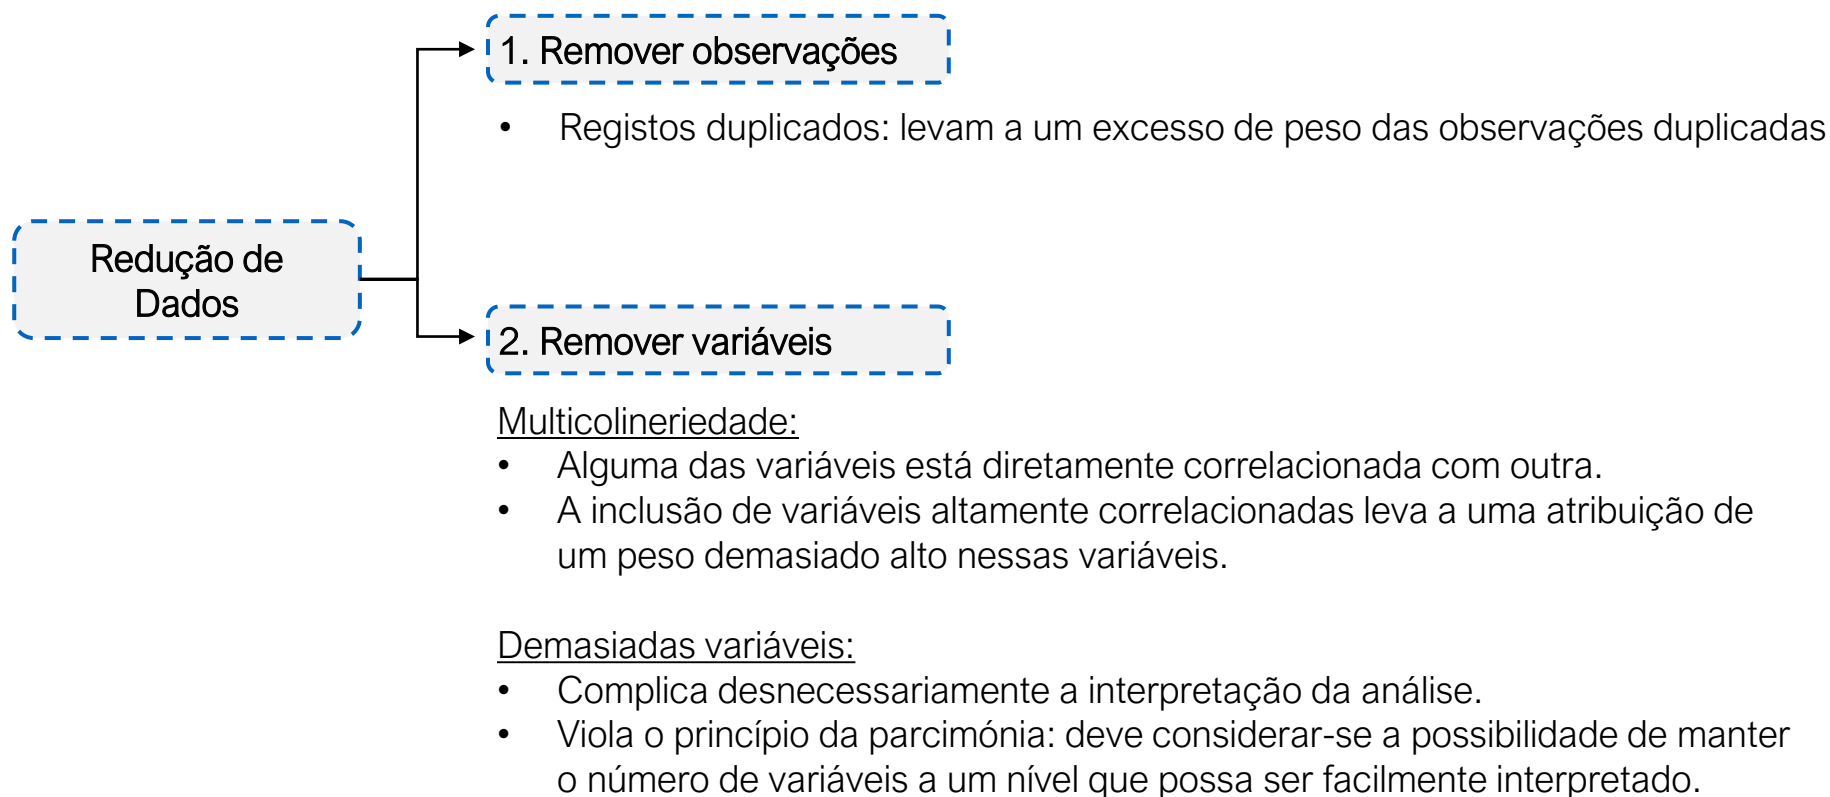 1. Remover observações
• Registos duplicados: levam a um excesso de peso das observações duplicadas
Redução de
Dados
2. Remover variáveis
Multicolineriedade:
• Alguma das variáveis está diretamente correlacionada com outra.
• A inclusão de variáveis altamente correlacionadas leva a uma atribuição de
um peso demasiado alto nessas variáveis.
Demasiadas variáveis:
• Complica desnecessariamente a interpretação da análise.
• Viola o princípio da parcimónia: deve considerar-se a possibilidade de manter
o número de variáveis a um nível que possa ser facilmente interpretado.